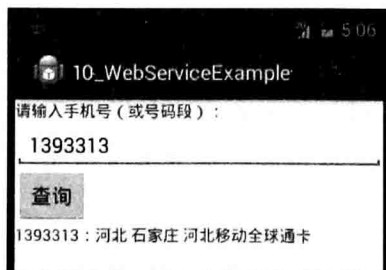 5:06
10_WebServiceExample
请输入手机号（或号码段）：
1393313
查询
1393313：河北 石家庄 河北移动全球通卡